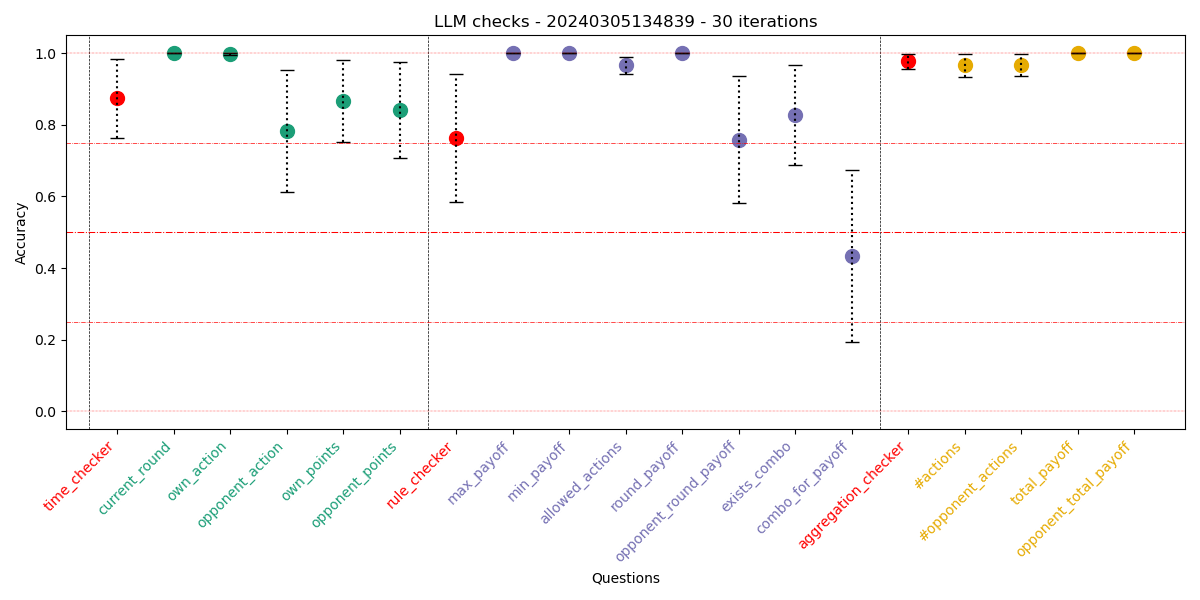 LLM checks - 20240305134839 - 30 iterations
Accuracy
1.0
0.8
0.6
0.4
0.2
0.0
time_checker
current_round
own_action
opponent_action
own_points
opponent_points
rule_checker
max_payoff
min_payoff
allowed_actions
round_payoff
opponent_round_payoff
exists_combo
combo_for_payoff
aggregation_checker
#actions
#opponent_actions
total_payoff
opponent_total_payoff
Questions